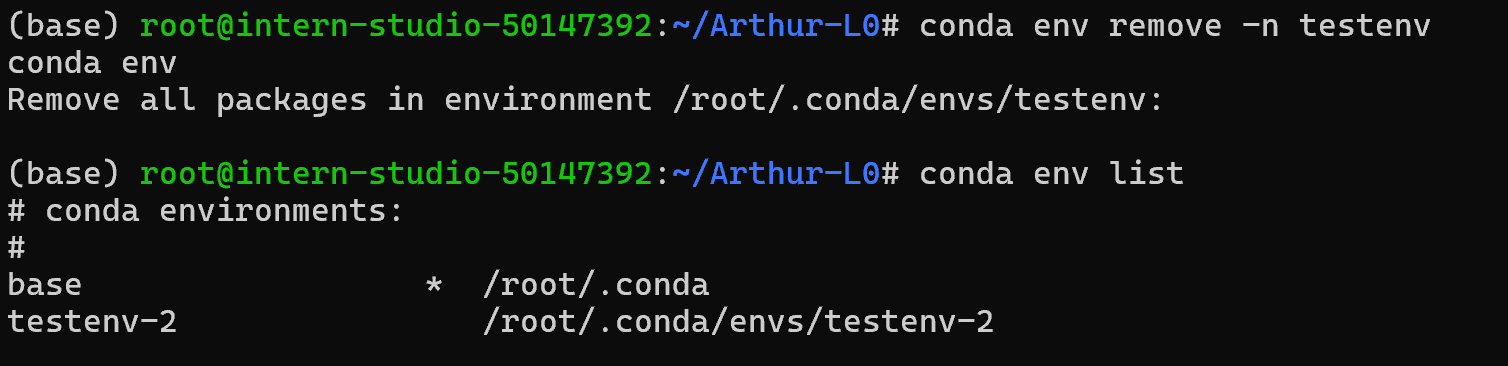 (base) root@intern-studio-50147392:~/Arthur-L0# conda env remove -n testenv
conda env
Remove all packages in environment /root/.conda/envs/testenv:
(base) root@intern-studio-50147392:~/Arthur-L0# conda env list
# conda environments:
#
base                  *  /root/.conda
testenv-2                /root/.conda/envs/testenv-2